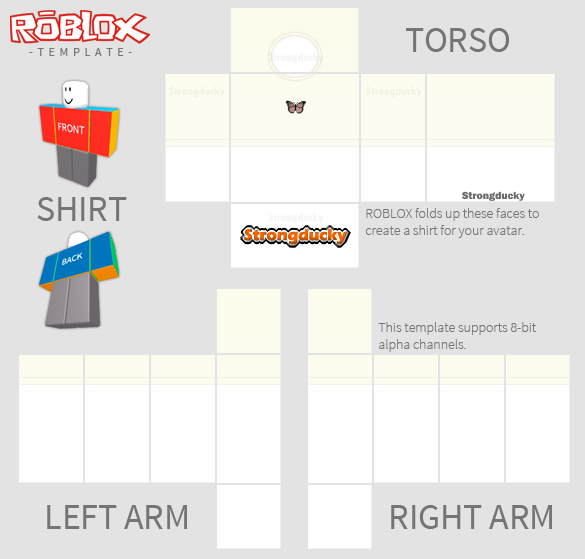 ROBLOX
-TEMPLATE-
TORSO
Strongducky
Strongducky
Strongducky
FRONT
SHIRT
Strongducky
Strongducky
Strongducky
ROBLOX folds up these faces to
create a shirt for your avatar.
BACK
This template supports 8-bit
alpha channels.
LEFT ARM
RIGHT ARM